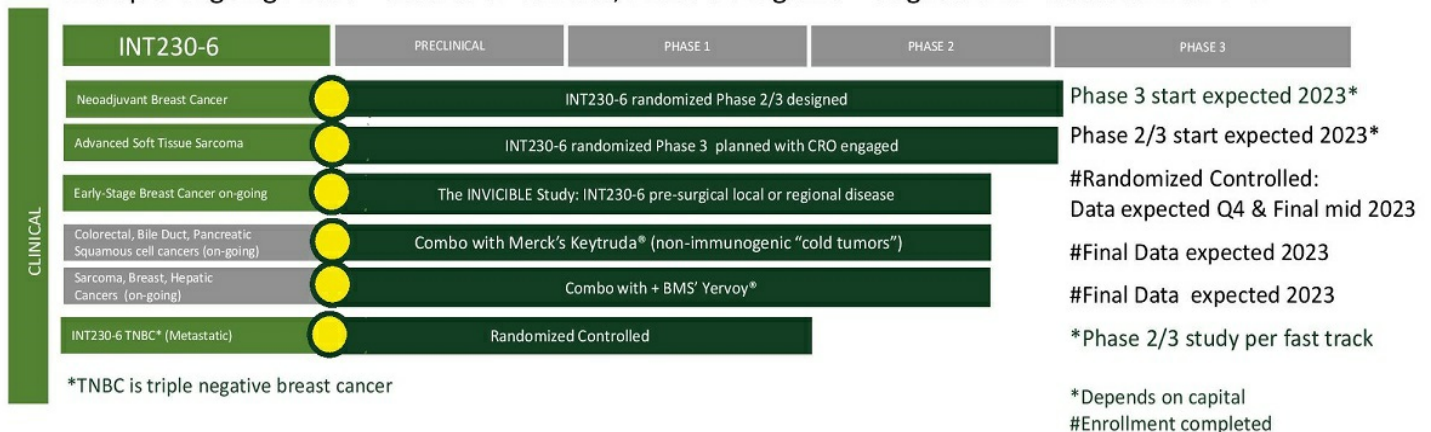 INT230-6 PRECLINICAL PHASE 1 PHASE 2 PHASE 3
CLINICAL
Neoadjuvant Breast Cancer INT230-6 randomized Phase 2/3 designed Phase 3 start expected 2023*
Advanced Soft Tissue Sarcoma INT230-6 randomized Phase 3 planned with CRO engaged Phase 2/3 start expected 2023*
Early-Stage Breast Cancer on-going The INVICIBLE Study: INT230-6 pre-surgical local or regional disease #Randomized Controlled:
Data expected Q4 & Final mid 2023
Colorectal, Bile Duct, Pancreatic
Squamous cell cancers (on-going) Combo with Merck's Keytruda® (non-immunogenic "cold tumors") #Final Data expected 2023
Sarcoma, Breast, Hepatic
Cancers (on-going) Combo with + BMS' Yervoy® #Final Data expected 2023
INT230-6 TNBC* (Metastatic) Randomized Controlled *Phase 2/3 study per fast track
*TNBC is triple negative breast cancer
*Depends on capital
#Enrollment completed